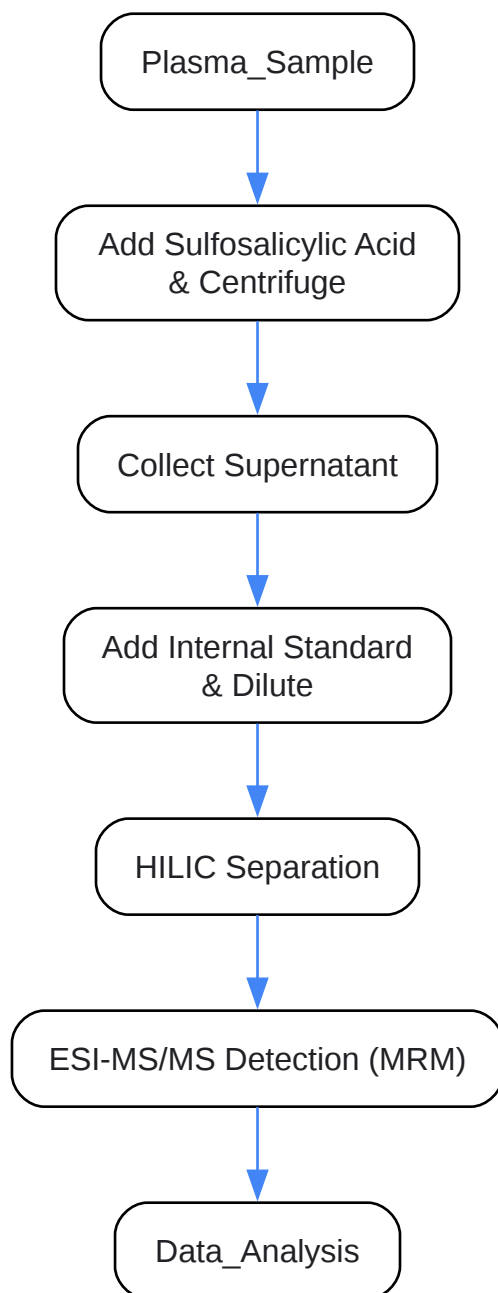 Plasma_Sample
Add Sulfosalicylic Acid
& Centrifuge
Collect Supernatant
Add Internal Standard
& Dilute
HILIC Separation
ESI-MS/MS Detection (MRM)
Data_Analysis